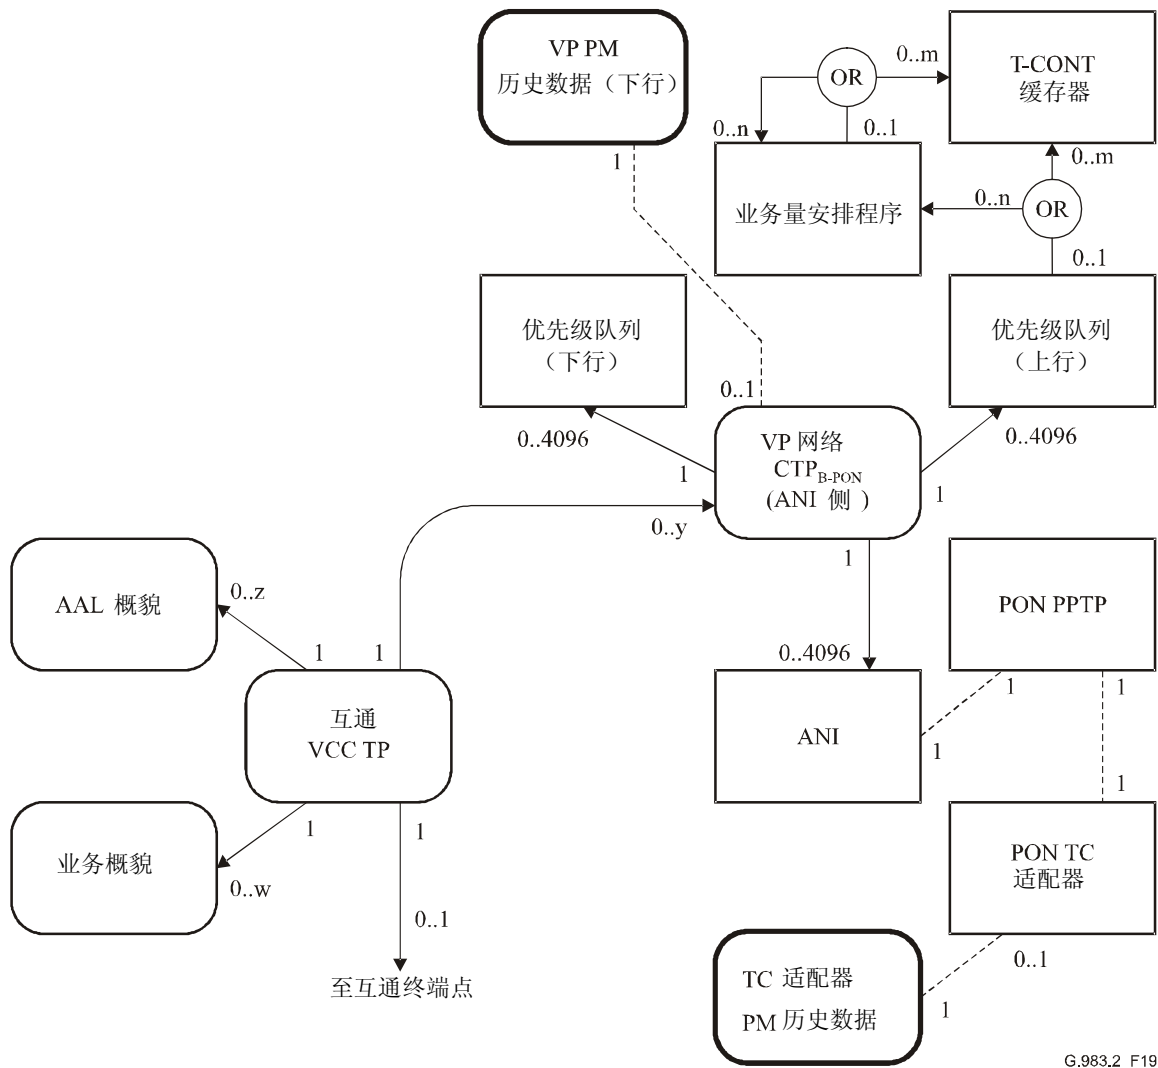 VP PM
历史数据（下行）
1
OR
0..m
0..n
0..1
T-CONT
缓存器
0..m
业务量安排程序
0..n
OR
0..1
优先级队列
（下行）
优先级队列
（上行）
0..1
0..4096
1
VP 网络
CTPB-PON
(ANI 侧 )
0..4096
1
0..y
1
AAL 概貌
0..z
1
1
0..4096
PON PPTP
互通
VCC TP
ANI
1
1
1
1
业务概貌
1
1
0..w
0..1
至互通终端点
PON TC
适配器
TC 适配器
PM 历史数据
0..1
1
G.983.2_F19